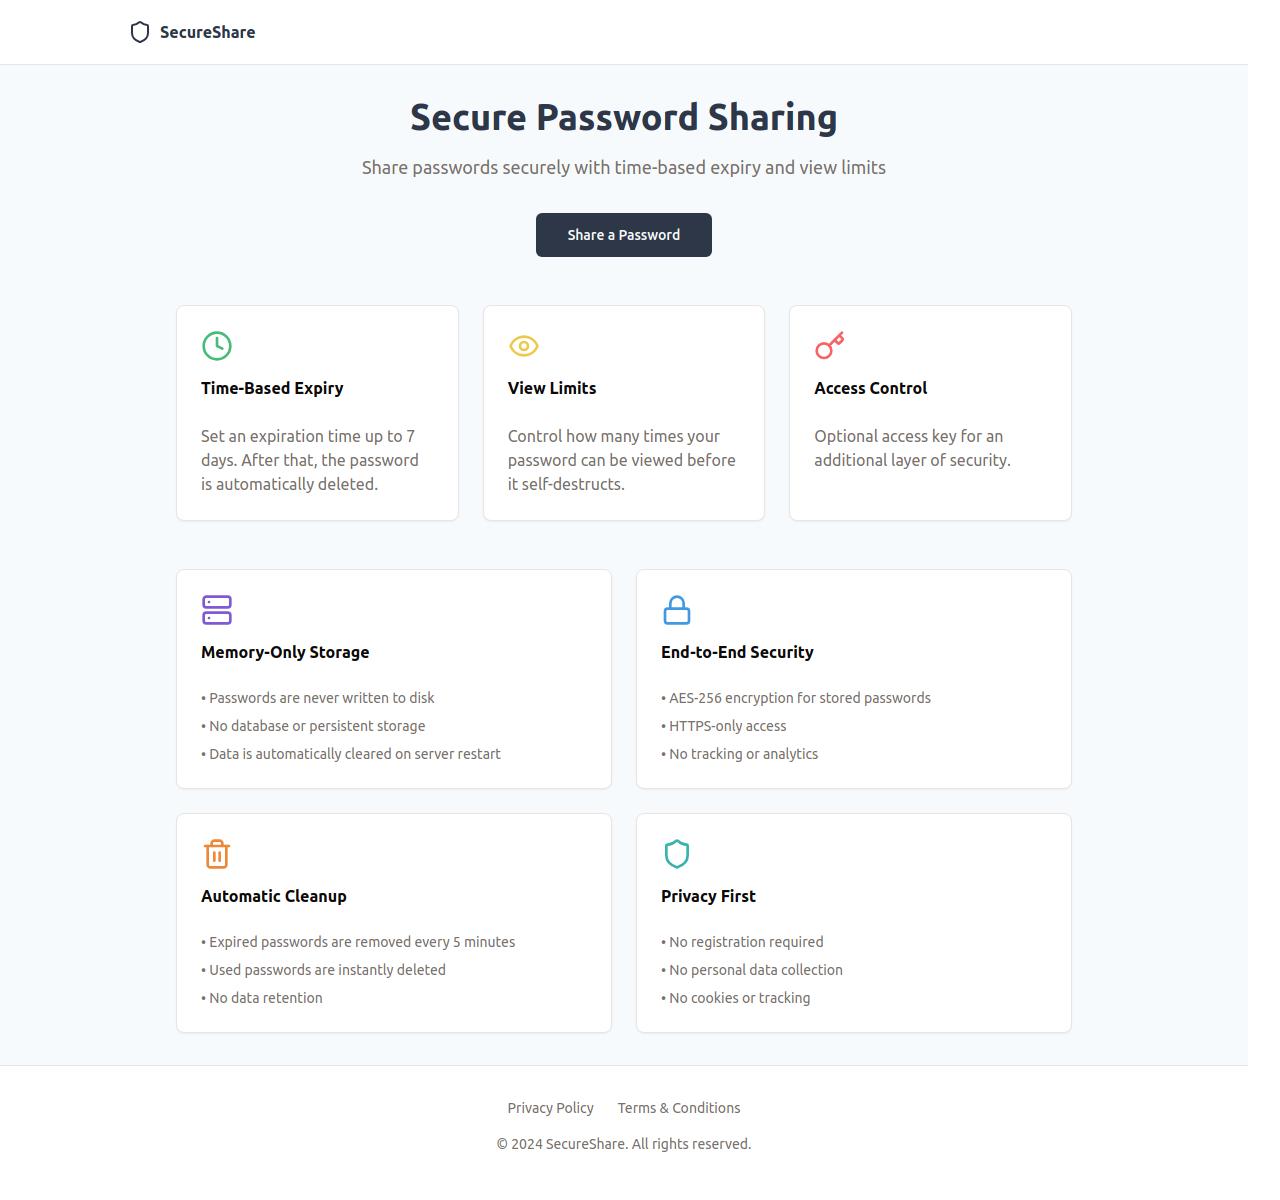 SecureShare
Secure Password Sharing
Share passwords securely with time-based expiry and view limits
Share a Password
Time-Based Expiry
Set an expiration time up to 7
days. After that, the password
is automatically deleted.
View Limits
Control how many times your
password can be viewed before
it self-destructs.
Access Control
Optional access key for an
additional layer of security.
Memory-Only Storage
• Passwords are never written to disk
• No database or persistent storage
• Data is automatically cleared on server restart
End-to-End Security
• AES-256 encryption for stored passwords
• HTTPS-only access
• No tracking or analytics
Automatic Cleanup
• Expired passwords are removed every 5 minutes
• Used passwords are instantly deleted
• No data retention
Privacy First
• No registration required
• No personal data collection
• No cookies or tracking
Privacy Policy Terms & Conditions
© 2024 SecureShare. All rights reserved.